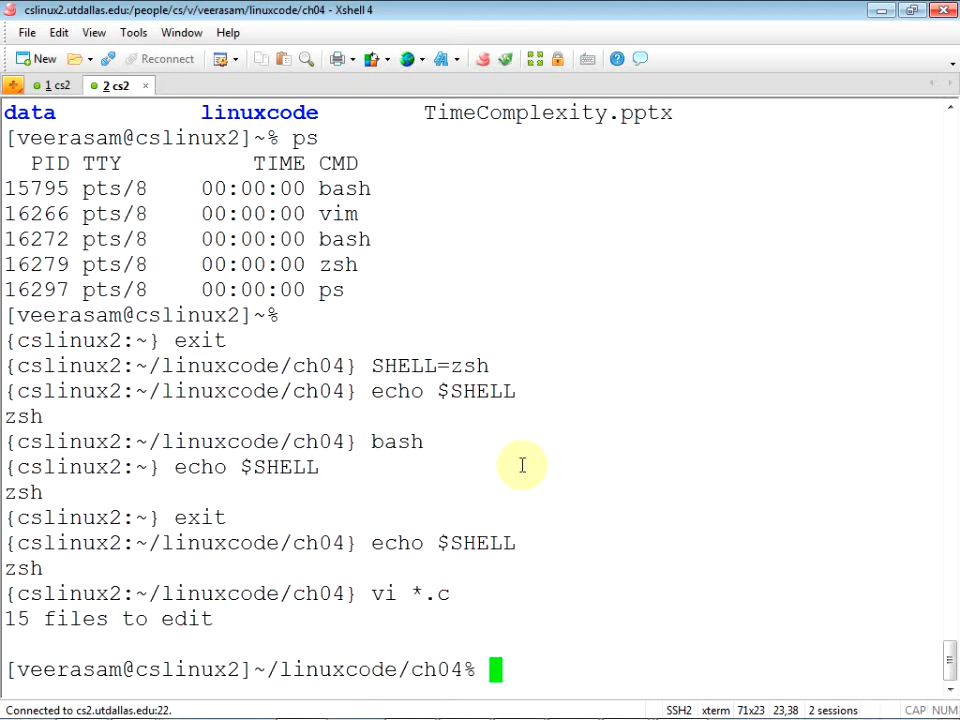 cslinux2.utdallas.edu:/people/cs/v/veerasam/linuxcode/ch04 - Xshell 4
File Edit View Tools Window Help
New Reconnect
1 cs2 2 cs2
data linuxcode TimeComplexity.pptx
[veerasam@cslinux2]~% ps
PID TTY TIME CMD
15795 pts/8 00:00:00 bash
16266 pts/8 00:00:00 vim
16272 pts/8 00:00:00 bash
16279 pts/8 00:00:00 zsh
16297 pts/8 00:00:00 ps
[veerasam@cslinux2]~%
{cslinux2:~} exit
{cslinux2:~/linuxcode/ch04} SHELL=zsh
{cslinux2:~/linuxcode/ch04} echo $SHELL
zsh
{cslinux2:~/linuxcode/ch04} bash
{cslinux2:~} echo $SHELL
zsh
{cslinux2:~} exit
{cslinux2:~/linuxcode/ch04} echo $SHELL
zsh
{cslinux2:~/linuxcode/ch04} vi *.c
15 files to edit
[veerasam@cslinux2]~/linuxcode/ch04%
Connected to cs2.utdallas.edu:22. SSH2 xterm 71x23 23,38 2 sessions CAP NUM